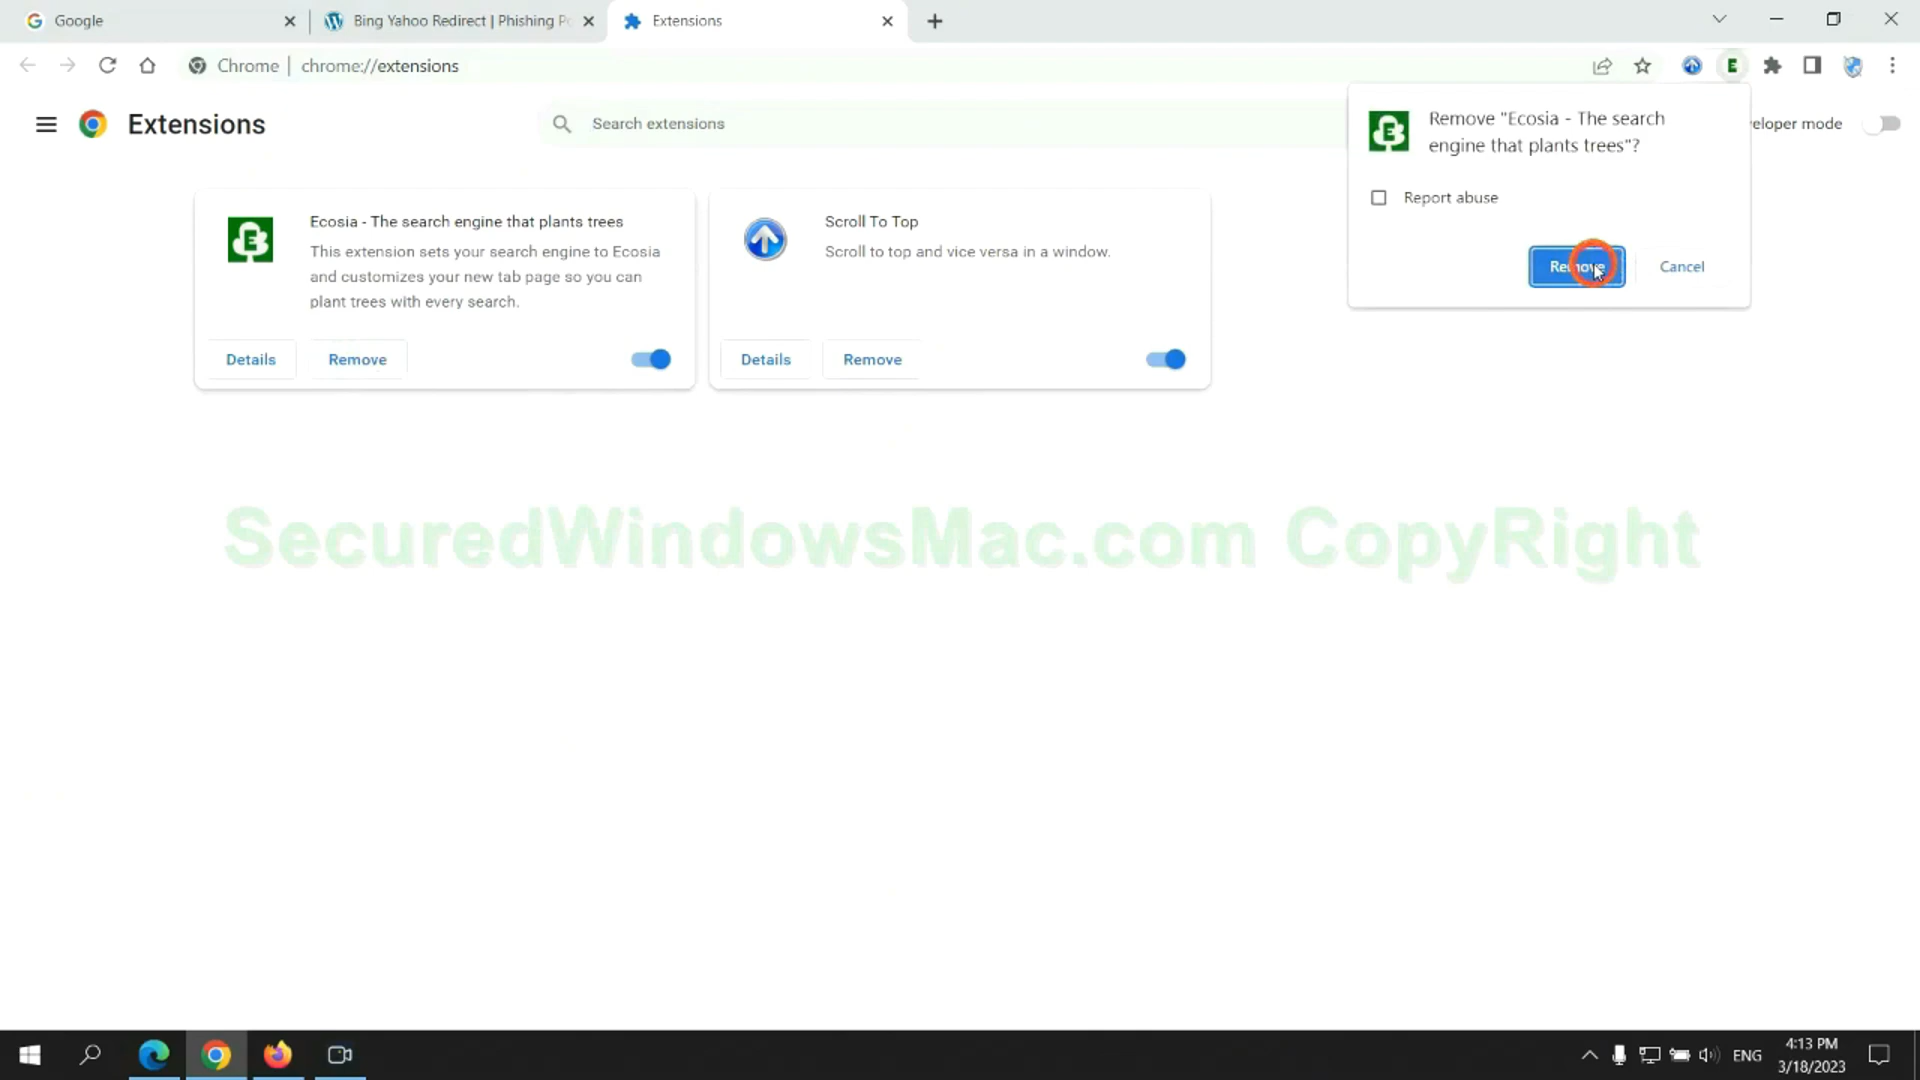 Google
Bing Yahoo Redirect | Phishing Po
Extensions
Chrome
chrome://extensions
Extensions
Search extensions
eloper mode
Remove "Ecosia - The search
engine that plants trees"?
Report abuse
Remove
Cancel
Ecosia - The search engine that plants trees
This extension sets your search engine to Ecosia
and customizes your new tab page so you can
plant trees with every search.
Details
Remove
Scroll To Top
Scroll to top and vice versa in a window.
Details
Remove
SecuredWindowsMac.com CopyRight
ENG
4:13 PM
3/18/2023